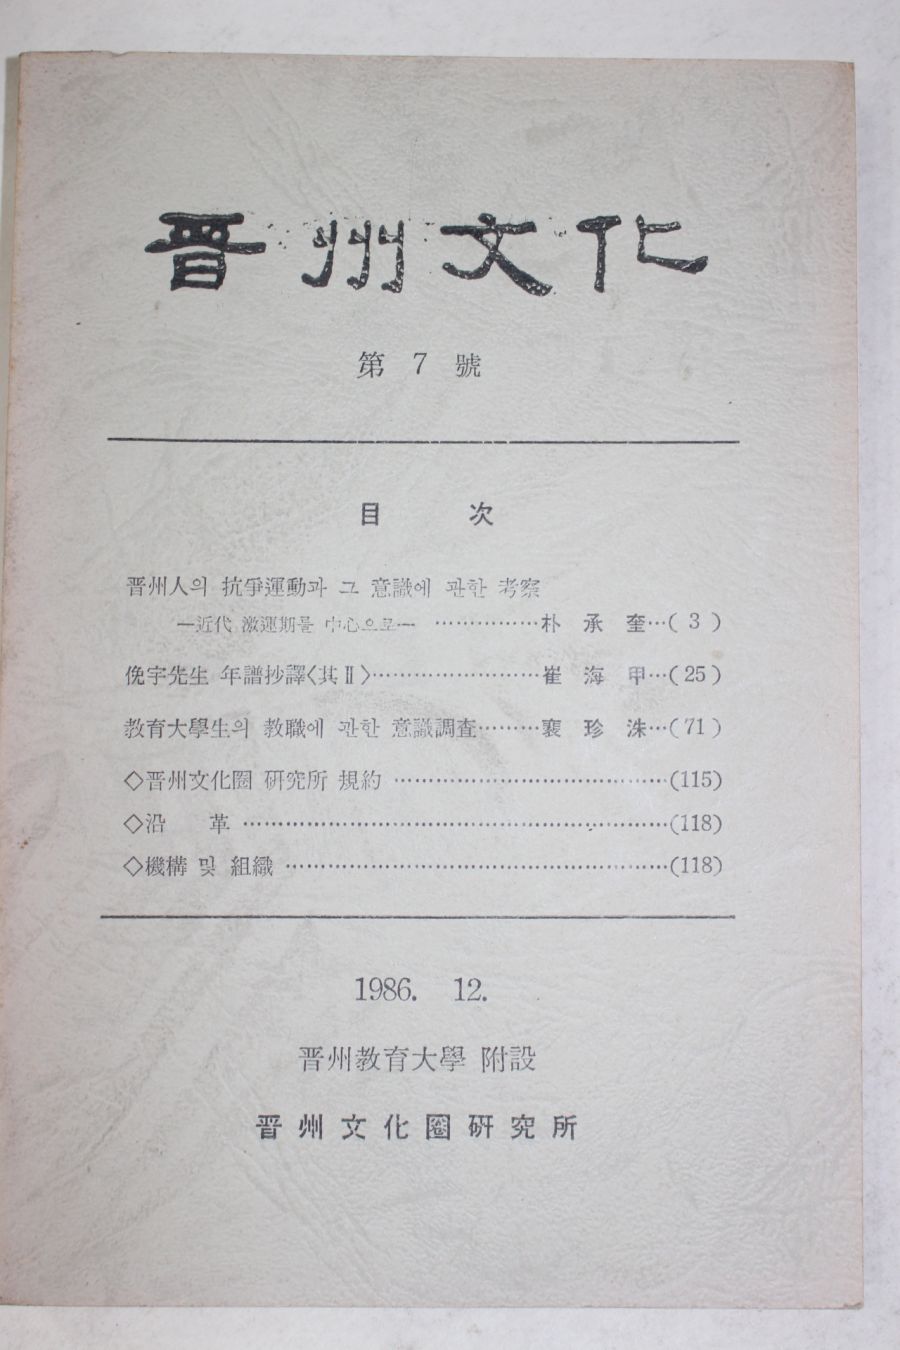 晋州文化
第 7 號
目 次
晋州人의 抗爭運動과 그 意識에 관한 考察
―近代 激運期를 中心으로― ……………朴 承 奎…( 3 )
俛宇先生 年譜抄譯〈其Ⅱ〉……………………崔 海 甲…(25)
教育大學生의 教職에 관한 意識調査………裵 珍 洙…(71)
◇晋州文化圈 硏究所 規約 …………………………………(115)
◇沿 革 ……………………………………………………(118)
◇機構 및 組織 ………………………………………………(118)
1986. 12.
晋州教育大學 附設
晋州文化圈硏究所